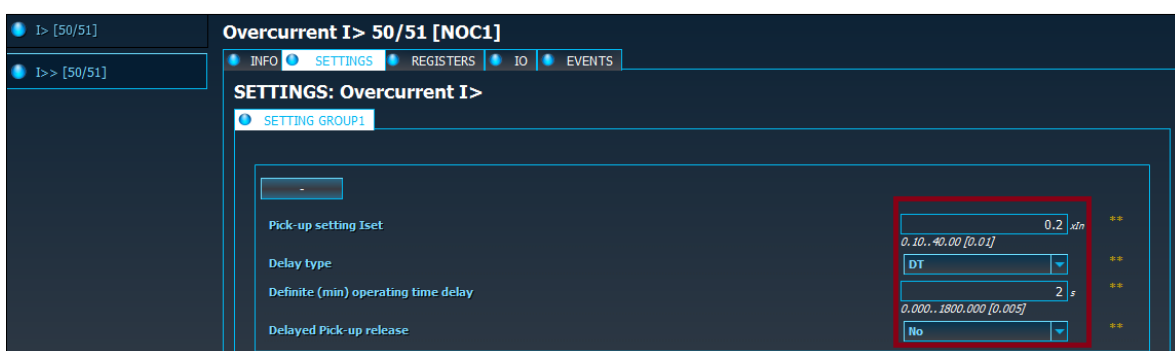 I> [50/51]
I>> [50/51]
Overcurrent I> 50/51 [NOC1]
INFO SETTINGS REGISTERS IO EVENTS
SETTINGS: Overcurrent I>
SETTING GROUP1
-
Pick-up setting Iset 0.2 xIn **
0.10..40.00 [0.01]
Delay type DT **
Definite (min) operating time delay 2 s **
0.000..1800.000 [0.005]
Delayed Pick-up release No **